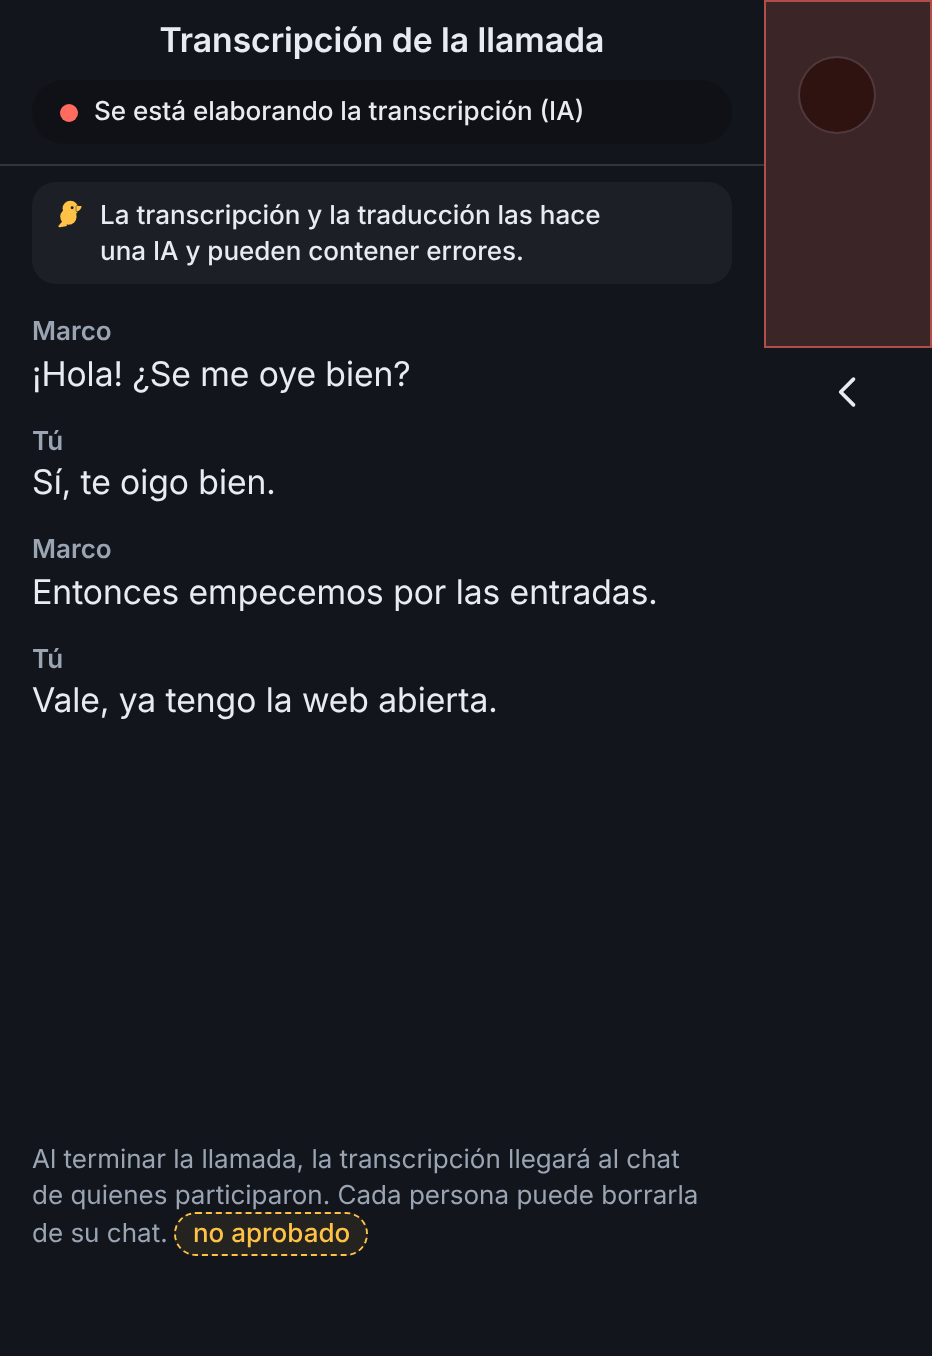 Transcripción de la llamada
Se está elaborando la transcripción (IA)
La transcripción y la traducción las hace
una IA y pueden contener errores.
Marco
¡Hola! ¿Se me oye bien?
Tú
Sí, te oigo bien.
Marco
Entonces empecemos por las entradas.
Tú
Vale, ya tengo la web abierta.
Al terminar la llamada, la transcripción llegará al chat
de quienes participaron. Cada persona puede borrarla
de su chat. no aprobado